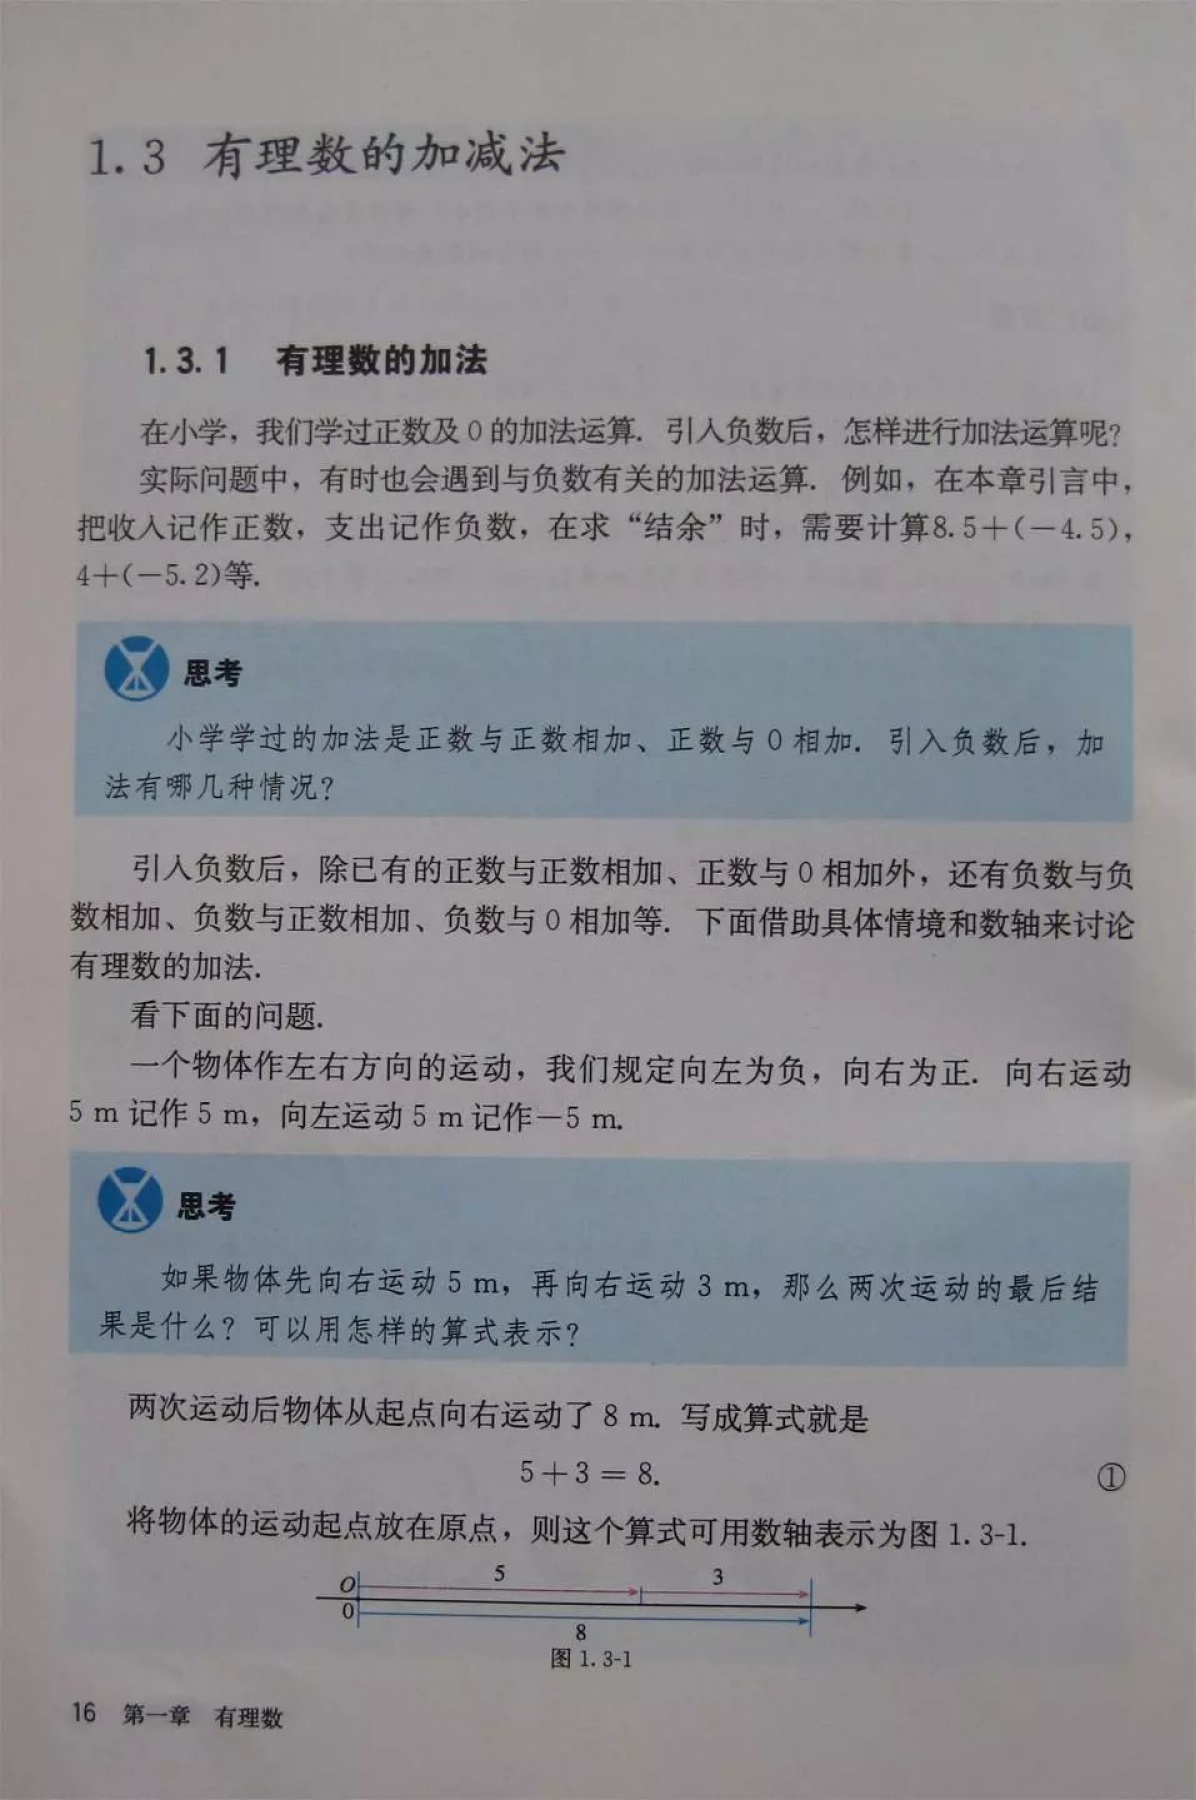 1.3 有理数的加减法
1.3.1 有理数的加法
在小学，我们学过正数及0的加法运算. 引入负数后，怎样进行加法运算呢?
实际问题中，有时也会遇到与负数有关的加法运算. 例如，在本章引言中，
把收入记作正数，支出记作负数，在求“结余”时，需要计算8.5+(-4.5),
4+(-5.2)等.
思考
小学学过的加法是正数与正数相加、正数与0相加. 引入负数后，加
法有哪几种情况?
引入负数后，除已有的正数与正数相加、正数与0相加外，还有负数与负
数相加、负数与正数相加、负数与0相加等. 下面借助具体情境和数轴来讨论
有理数的加法.
看下面的问题.
一个物体作左右方向的运动，我们规定向左为负，向右为正. 向右运动
5 m 记作 5 m，向左运动 5 m 记作-5 m.
思考
如果物体先向右运动 5 m，再向右运动 3 m，那么两次运动的最后结
果是什么? 可以用怎样的算式表示?
两次运动后物体从起点向右运动了 8 m. 写成算式就是
5+3=8. ①
将物体的运动起点放在原点，则这个算式可用数轴表示为图 1.3-1.
5 3
O
0
8
图 1.3-1
16 第一章 有理数